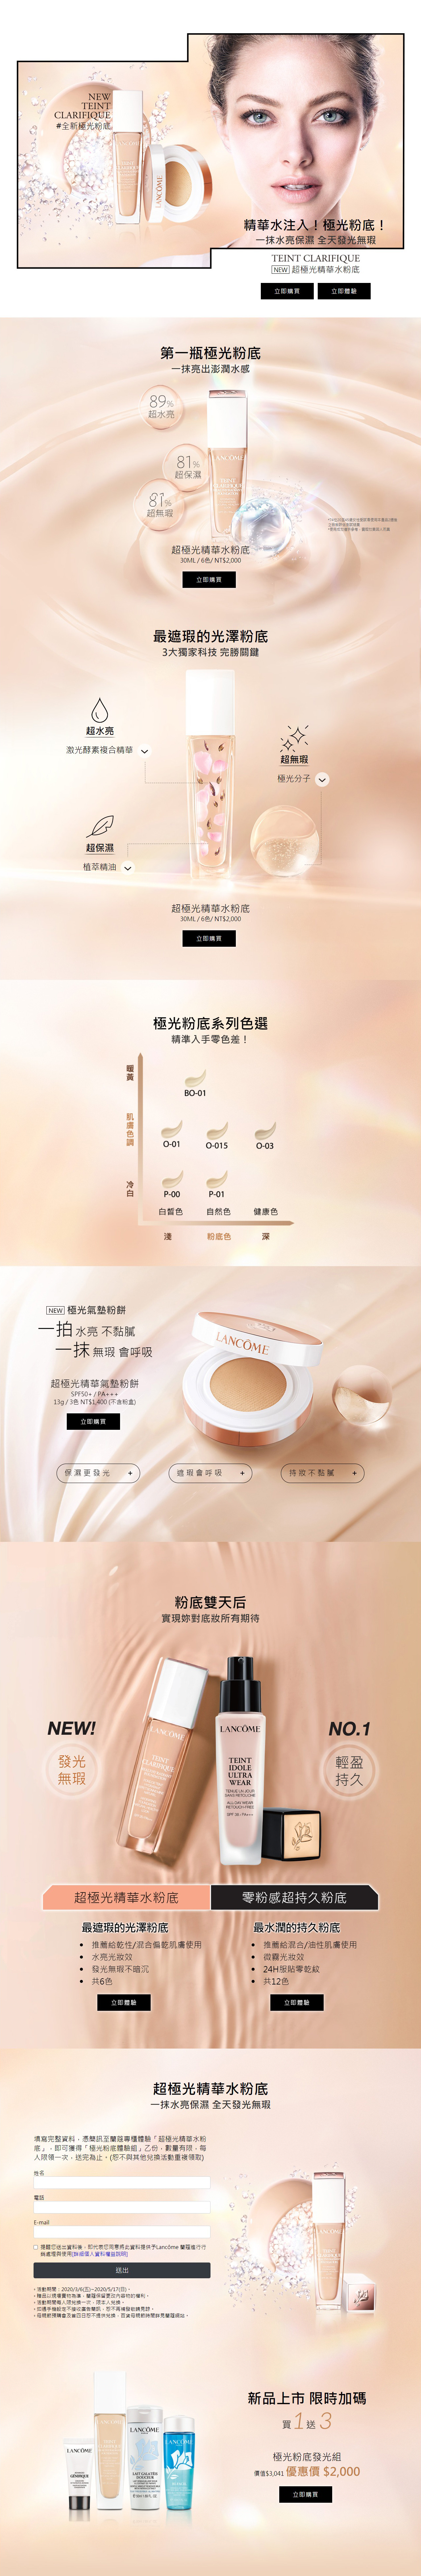 NEW
TEINT
CLARIFIQUE
#全新極光粉底
精華水注入！極光粉底！
一抹水亮保濕 全天發光無瑕
TEINT CLARIFIQUE
NEW 超極光精華水粉底
立即購買
立即體驗
第一瓶極光粉底
一抹亮出澎潤水感
89%
超水亮
81%
超保濕
81%
超無瑕
LANCÔME
TEINT
CLARIFIQUE
超極光精華水粉底
30ML / 6色/ NT$2,000
立即購買
最遮瑕的光澤粉底
3大獨家科技 完勝關鍵
超水亮
激光酵素複合精華
超無瑕
極光分子
超保濕
植萃精油
超極光精華水粉底
30ML / 6色/ NT$2,000
立即購買
極光粉底系列色選
精準入手零色差！
暖黃
肌膚色調
冷白
BO-01
O-01
O-015
O-03
P-00
P-01
白皙色
自然色
健康色
淺
粉底色
深
NEW 極光氣墊粉餅
一拍 水亮 不黏膩
一抹 無瑕 會呼吸
超極光精華氣墊粉餅
SPF50+ / PA+++
13g / 3色 NT$1,400 (不含粉盒)
立即購買
LANCÔME
保濕更發光 +
遮瑕會呼吸 +
持妝不黏膩 +
粉底雙天后
實現妳對底妝所有期待
NEW!
發光
無瑕
LANCÔME
TEINT
CLARIFIQUE
LANCÔME
TEINT
IDOLE
ULTRA
WEAR
NO.1
輕盈
持久
超極光精華水粉底
零粉感超持久粉底
最遮瑕的光澤粉底
推薦給乾性/混合偏乾肌膚使用
水亮光妝效
發光無瑕不暗沉
共6色
立即體驗
最水潤的持久粉底
推薦給混合/油性肌膚使用
微霧光妝效
24H服貼零乾紋
共12色
立即體驗
超極光精華水粉底
一抹水亮保濕 全天發光無瑕
填寫完整資料，憑簡訊至蘭蔻專櫃體驗「超極光精華水粉
底」，即可獲得「極光粉底體驗組」乙份，數量有限，每
人限領一次，送完為止。(恕不與其他兌換活動重複領取)
姓名
電話
E-mail
送出
新品上市 限時加碼
買1送3
極光粉底發光組
價值$3,041 優惠價 $2,000
立即購買
LANCÔME
GÉNIFIQUE
LANCÔME
LAIT GALATÉE
DOUCEUR
LANCÔME